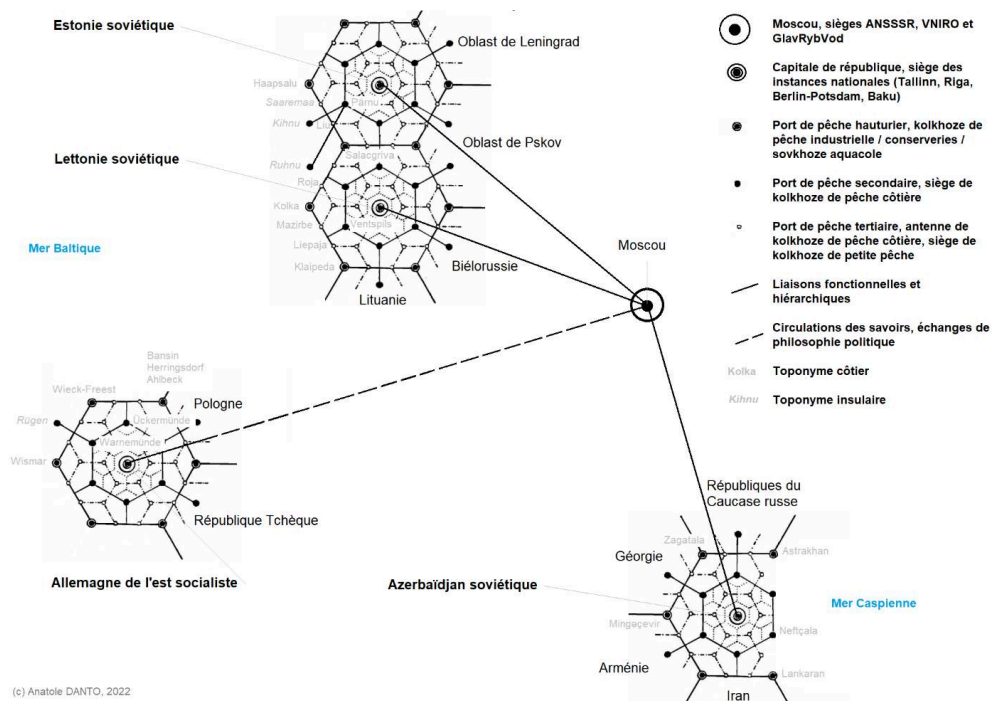 Estonie soviétique
Oblast de Leningrad
Haapsalu
Saaremaa
Pärnu
Kihnu
Oblast de Pskov
Lettonie soviétique
Salacgriva
Ruhnu
Roja
Kolka
Mazirbe
Ventspils
Mer Baltique
Liepaja
Klaipeda
Biélorussie
Lituanie
Moscou
Moscou, sièges ANSSSR, VNIRO et
GlavRybVod
Capitale de république, siège des
instances nationales (Tallinn, Riga,
Berlin-Potsdam, Baku)
Port de pêche hauturier, kolkhoze de
pêche industrielle / conserveries /
sovkhoze aquacole
Port de pêche secondaire, siège de
kolkhoze de pêche côtière
Port de pêche tertiaire, antenne de
kolkhoze de pêche côtière, siège de
kolkhoze de petite pêche
Liaisons fonctionnelles et
hiérarchiques
Circulations des savoirs, échanges de
philosophie politique
Kolka
Toponyme côtier
Kihnu
Toponyme insulaire
Bansin
Herringsdorf
Ahlbeck
Wieck-Freest
Pologne
Rügen
Ückermünde
Warnemünde
Wismar
République Tchèque
Allemagne de l'est socialiste
Républiques du
Caucase russe
Zagatala
Astrakhan
Géorgie
Azerbaïdjan soviétique
Mer Caspienne
Mingeçevir
Neftçala
Arménie
Lankaran
Iran
(c) Anatole DANTO, 2022